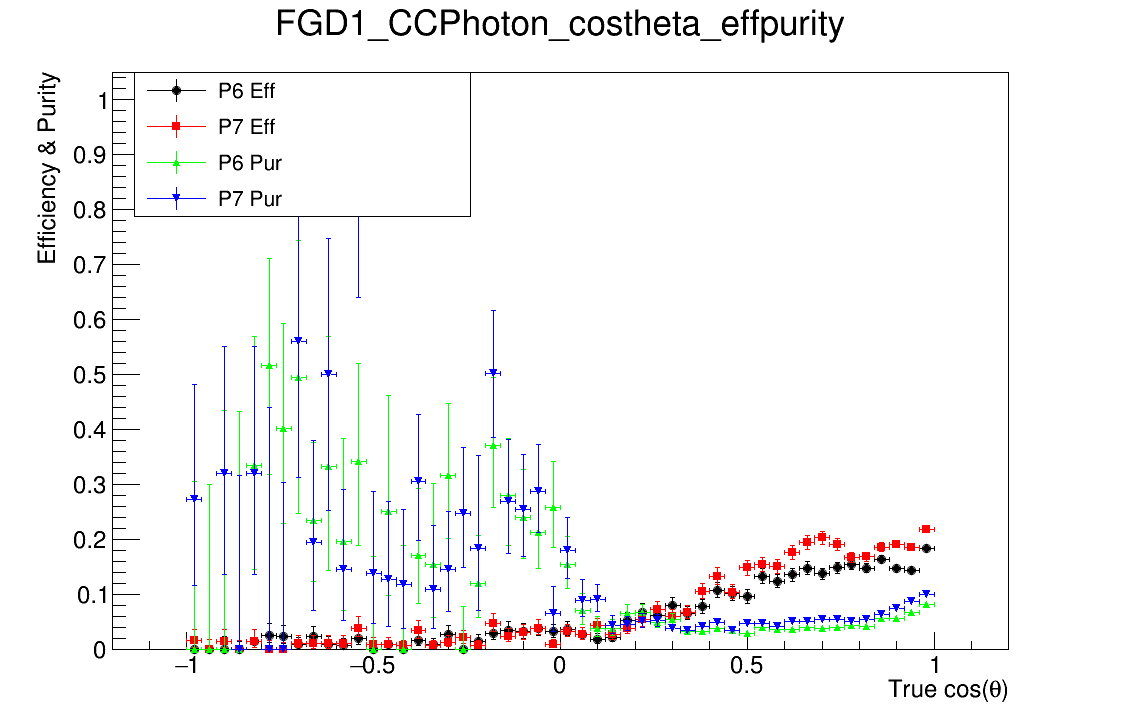 FGD1_CCPhoton_costheta_effpurity
Efficiency & Purity
P6 Eff
P7 Eff
P6 Pur
P7 Pur
1
0.9
0.8
0.7
0.6
0.5
0.4
0.3
0.2
0.1
0
−1 −0.5 0 0.5 1
True cos(θ)